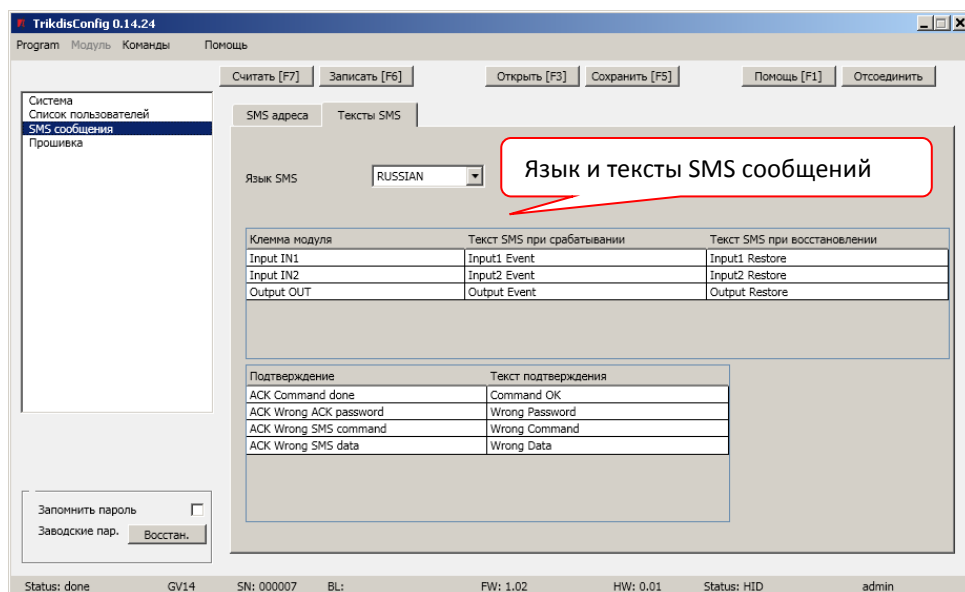 TrikdisConfig 0.14.24
Program Модуль Команды Помощь
Считать [F7] Записать [F6] Открыть [F3] Сохранить [F5] Помощь [F1] Отсоединить
Система
Список пользователей
SMS сообщения
Прошивка
SMS адреса Тексты SMS
Язык SMS RUSSIAN
Язык и тексты SMS сообщений
Клемма модуля Текст SMS при срабатывании Текст SMS при восстановлении
Input IN1 Input1 Event Input1 Restore
Input IN2 Input2 Event Input2 Restore
Output OUT Output Event Output Restore
Подтверждение Текст подтверждения
ACK Command done Command OK
ACK Wrong ACK password Wrong Password
ACK Wrong SMS command Wrong Command
ACK Wrong SMS data Wrong Data
Запомнить пароль
Заводские пар. Восстан.
Status: done GV14 SN: 000007 BL: FW: 1.02 HW: 0.01 Status: HID admin